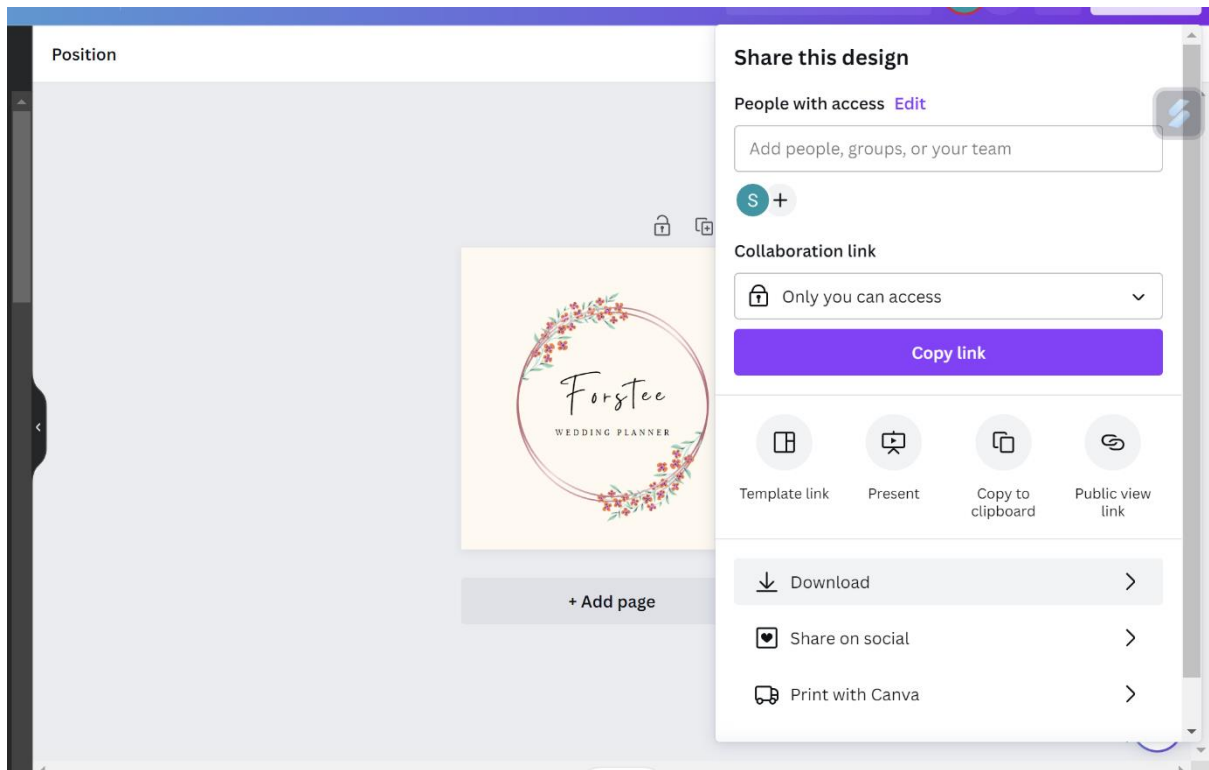 Position
Share this design
People with access Edit
Add people, groups, or your team
S +
Collaboration link
Only you can access
Copy link
Template link
Present
Copy to
clipboard
Public view
link
Forstee
WEDDING PLANNER
+ Add page
Download
Share on social
Print with Canva